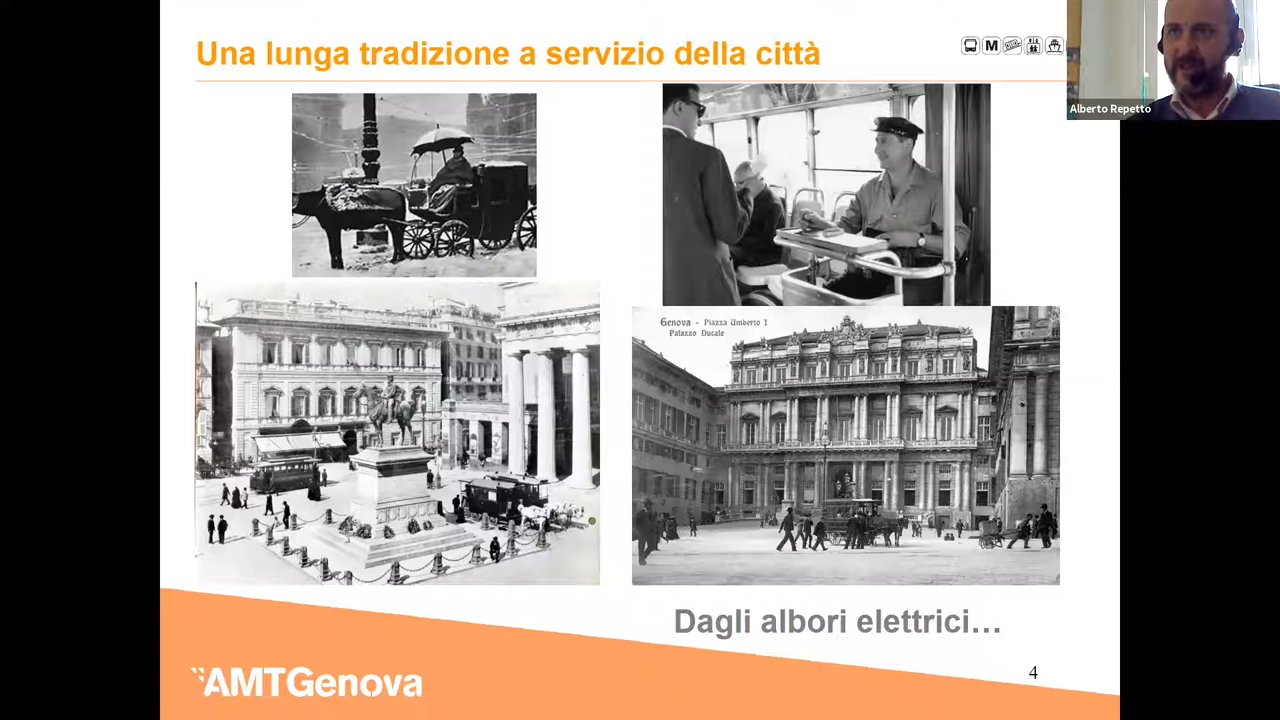 Una lunga tradizione a servizio della città
M
Alberto Repetto
Genova - Piazza Umberto I
Palazzo Ducale
Dagli albori elettrici…
AMTGenova
4